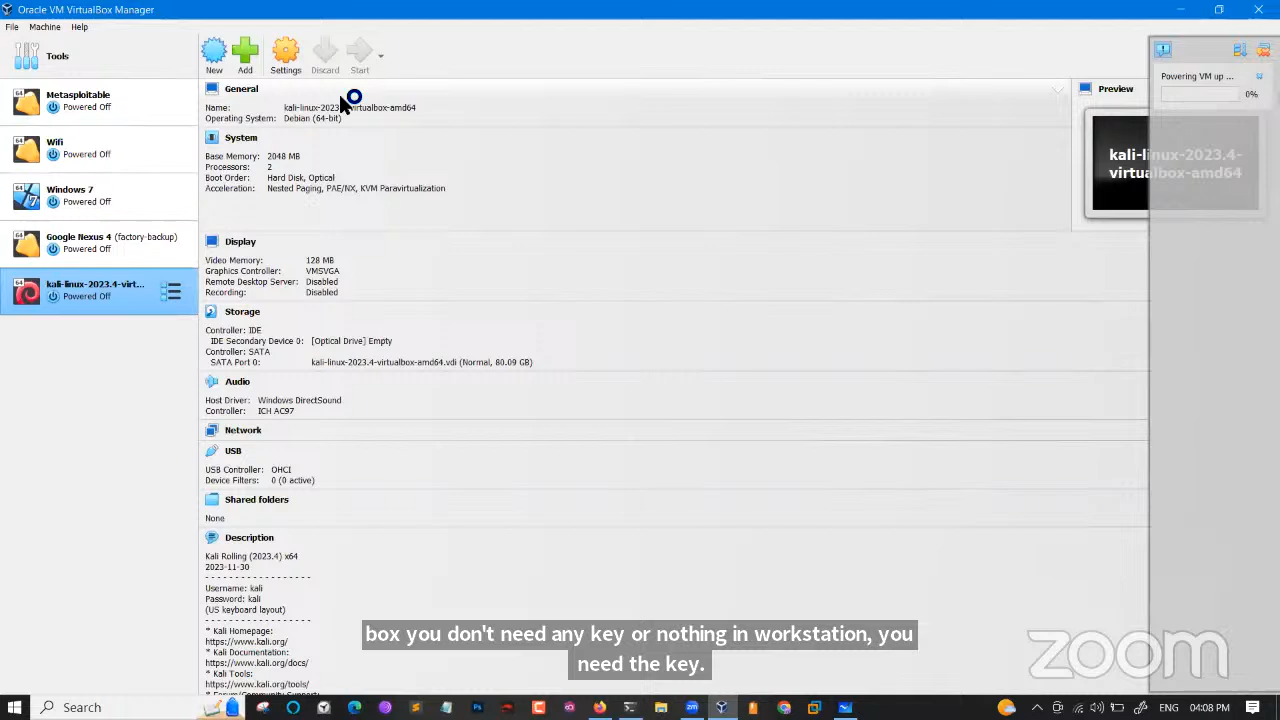 Oracle VM VirtualBox Manager
File Machine Help
Tools
New Add Settings Discard Start
Metasploitable
Powered Off
Wifi
Powered Off
Windows 7
Powered Off
Google Nexus 4 (factory-backup)
Powered Off
kali-linux-2023.4-virt...
Powered Off
General
Name: kali-linux-2023. virtualbox-amd64
Operating System: Debian (64-bit)
System
Base Memory: 2048 MB
Processors: 2
Boot Order: Hard Disk, Optical
Acceleration: Nested Paging, PAE/NX, KVM Paravirtualization
Display
Video Memory: 128 MB
Graphics Controller: VMSVGA
Remote Desktop Server: Disabled
Recording: Disabled
Storage
Controller: IDE
IDE Secondary Device 0: [Optical Drive] Empty
Controller: SATA
SATA Port 0: kali-linux-2023.4-virtualbox-amd64.vdi (Normal, 80.09 GB)
Audio
Host Driver: Windows DirectSound
Controller: ICH AC97
Network
USB
USB Controller: OHCI
Device Filters: 0 (0 active)
Shared folders
None
Description
Kali Rolling (2023.4) x64
2023-11-30
- - - - - - - - - - - - - - - - - -
Username: kali
Password: kali
(US keyboard layout)
- - - - - - - - - - - - - - - - - -
* Kali Homepage:
https://www.kali.org/
* Kali Documentation:
https://www.kali.org/docs/
* Kali Tools:
https://www.kali.org/tools/
* Forum/Community Support:
Preview
kali-linux-2023.4-
virtualbox-amd64
Powering VM up ...
0%
box you don't need any key or nothing in workstation, you
need the key.
zoom
Search
04:08 PM